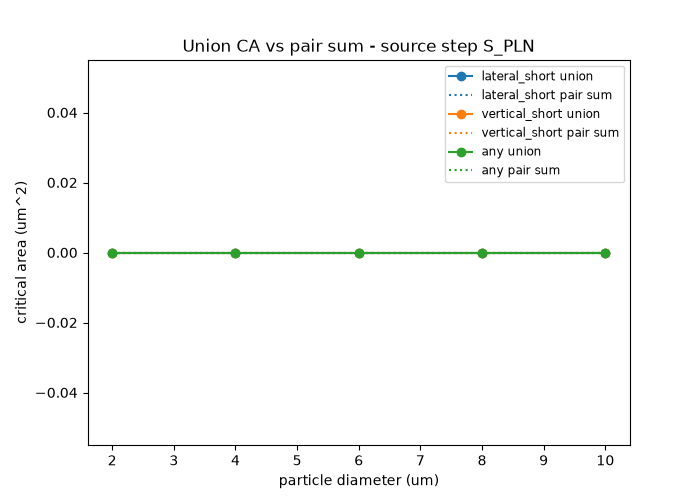 Union CA vs pair sum - source step S_PLN
lateral_short union
lateral_short pair sum
vertical_short union
vertical_short pair sum
any union
any pair sum
critical area (um^2)
0.04
0.02
0.00
−0.02
−0.04
2 3 4 5 6 7 8 9 10
particle diameter (um)